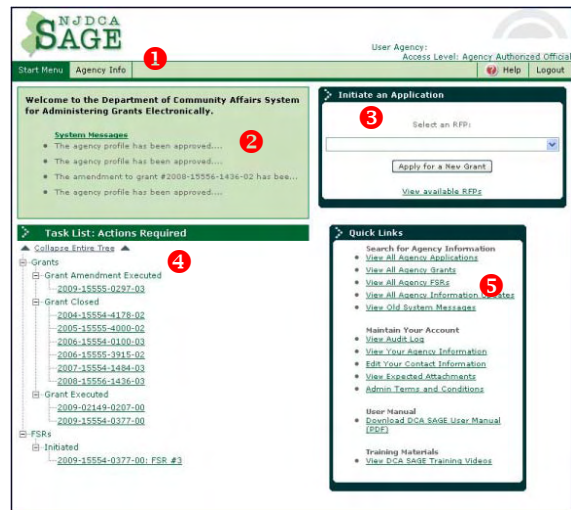 NJDCA
SAGE
User Agency:
Access Level: Agency Authorized Official
Start Menu
Agency Info
1
Help
Logout
Welcome to the Department of Community Affairs System
for Administering Grants Electronically.
System Messages
2
The agency profile has been approved....
The agency profile has been approved....
The amendment to grant #2008-15556-1436-02 has bee...
The agency profile has been approved....
Initiate an Application
3
Select an RFP:
Apply for a New Grant
View available RFPs
Task List: Actions Required
4
Collapse Entire Tree
Grants
Grant Amendment Executed
2009-15555-0297-03
Grant Closed
2004-15554-4178-02
2005-15555-4000-02
2006-15554-0100-03
2006-15555-3915-02
2007-15554-1484-03
2008-15556-1436-03
Grant Executed
2009-02149-0207-00
2009-15554-0377-00
FSRs
Initiated
2009-15554-0377-00: FSR #3
Quick Links
Search for Agency Information
View All Agency Applications
View All Agency Grants
View All Agency FSRs
5
View All Agency Information Updates
View Old System Messages
Maintain Your Account
View Audit Log
View Your Agency Information
Edit Your Contact Information
View Expected Attachments
Admin Terms and Conditions
User Manual
Download DCA SAGE User Manual
(PDF)
Training Materials
View DCA SAGE Training Videos